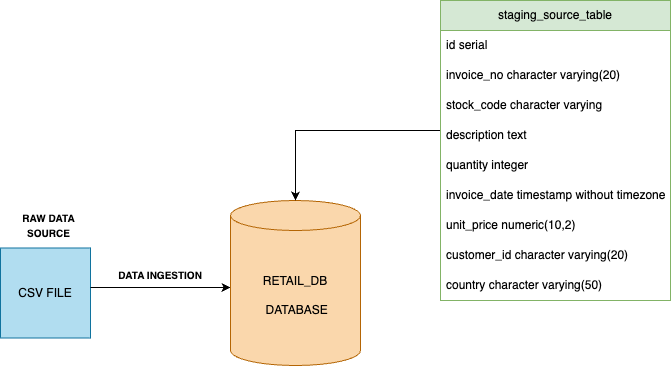 staging_source_table
id serial
invoice_no character varying(20)
stock_code character varying
description text
quantity integer
invoice_date timestamp without timezone
unit_price numeric(10,2)
customer_id character varying(20)
country character varying(50)
RAW DATA
SOURCE
CSV FILE
DATA INGESTION
RETAIL_DB
DATABASE